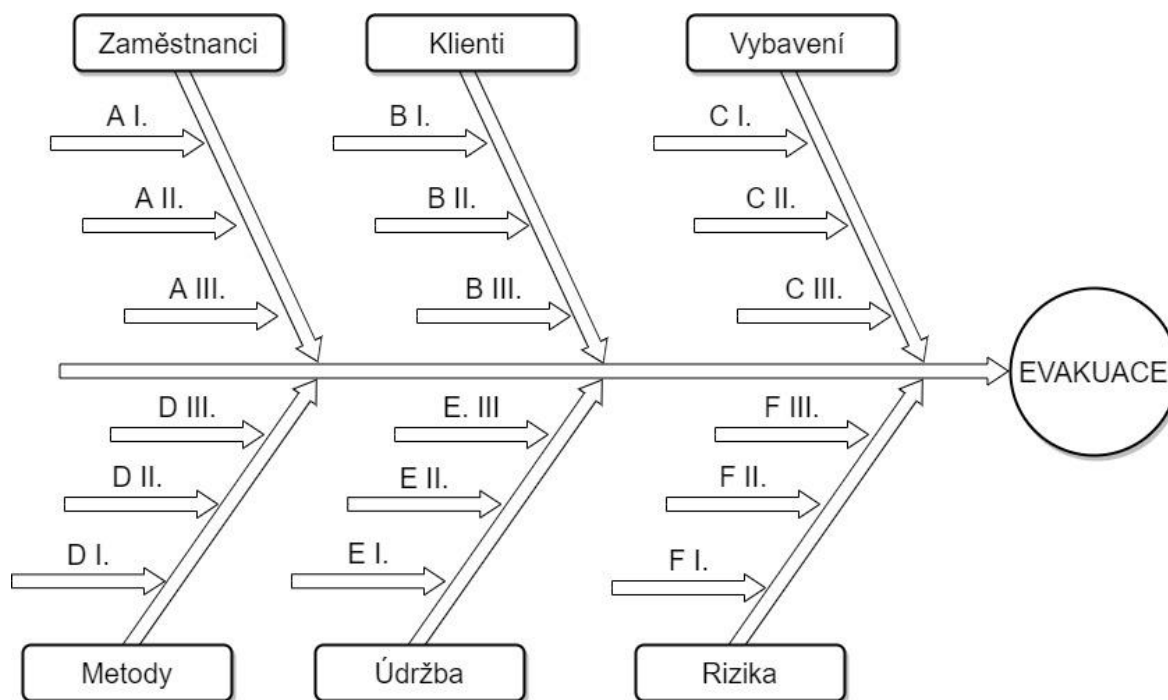 Zaměstnanci
Klienti
Vybavení
A I.
B I.
C I.
A II.
B II.
C II.
A III.
B III.
C III.
EVAKUACE
D III.
E. III
F III.
D II.
E II.
F II.
D I.
E I.
F I.
Metody
Údržba
Rizika